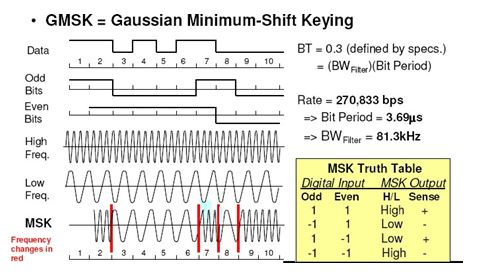 • GMSK = Gaussian Minimum-Shift Keying
Data
1 2 3 4 5 6 7 8 9 10
Odd
Bits
Even
Bits
High
Freq.
Low
Freq.
MSK
Frequency
changes in
red
1 2 3 4 5 6 7 8 9 10
BT = 0.3 (defined by specs.)
= (BWFilter)(Bit Period)
Rate = 270,833 bps
=> Bit Period = 3.69µs
=> BWFilter = 81.3kHz
MSK Truth Table
Digital Input MSK Output
Odd Even H/L Sense
1 1 High +
-1 1 Low -
1 -1 Low +
-1 -1 High -